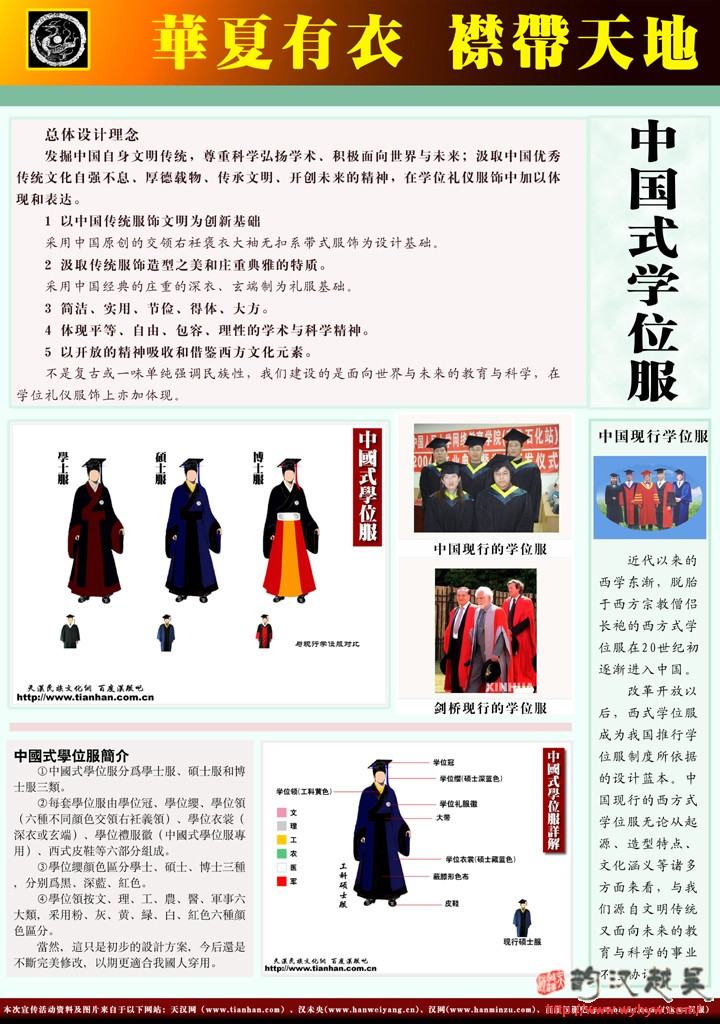 華夏有衣 襟帶天地
总体设计理念
发掘中国自身文明传统,尊重科学弘扬学术、积极面向世界与未来;汲取中国优秀
传统文化自强不息、厚德载物、传承文明、开创未来的精神,在学位礼仪服饰中加以体
现和表达。
1 以中国传统服饰文明为创新基础
采用中国原创的交领右衽褒衣大袖无扣系带式服饰为设计基础。
2 汲取传统服饰造型之美和庄重典雅的特质。
采用中国经典的庄重的深衣、玄端制为礼服基础。
3 简洁、实用、节俭、得体、大方。
4 体现平等、自由、包容、理性的学术与科学精神。
5 以开放的精神吸收和借鉴西方文化元素。
不是复古或一味单纯强调民族性,我们建设的是面向世界与未来的教育与科学,在
学位礼仪服饰上亦加体现。
中国式学位服
學士服
碩士服
博士服
中國式學位服
与现行学位服对比
天漢民族文化網 百度漢服吧
http://www.tianhan.com.cn
中国现行的学位服
XINHUA
剑桥现行的学位服
中国现行学位服
近代以来的
西学东渐,脱胎
于西方宗教僧侣
长袍的西方式学
位服在20世纪初
逐渐进入中国。
改革开放以
后,西式学位服
成为我国推行学
位服制度所依据
的设计蓝本。中
国现行的西方式
学位服无论从起
源、造型特点、
文化涵义等诸多
方面来看,与我
们源自文明传统
又面向未来的教
育与科学的事业
中國式學位服簡介
①中國式學位服分爲學士服、碩士服和博
士服三類。
②每套學位服由學位冠、學位纓、學位領
(六種不同顏色交領右衽義領)、學位衣裳(
深衣或玄端)、學位禮服徽(中國式學位服專
用)、西式皮鞋等六部分組成。
③學位纓顏色區分學士、碩士、博士三種
,分别爲黑、深藍、紅色。
④學位領按文、理、工、農、醫、軍事六
大類,采用粉、灰、黄、緑、白、紅色六種顔
色區分。
當然,這只是初步的設計方案,今后還是
不斷完美修改,以期更適合我國人穿用。
中國式學位服詳解
学位冠
学位缨(硕士深蓝色)
学位领(工科黄色)
学位礼服徽
大带
文
理
工
农
医
军
学位衣裳(硕士藏蓝色)
蔽膝形色布
皮鞋
工科碩士服
现行硕士服
天漢民族文化網 百度漢服吧
http://www.tianhan.com.cn
韵汉越吴
本次宣传活动资料及图片来自于以下网站:天汉网(www.tianhan.com)、汉未央(www.hanweiyang.cn)、汉网(www.hanminzu.com)、